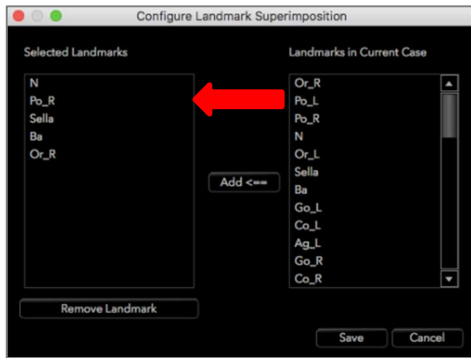 Configure Landmark Superimposition
Selected Landmarks
N
Po_R
Sella
Ba
Or_R
Remove Landmark
Add <==
Landmarks in Current Case
Or_R
Po_L
Po_R
N
Or_L
Sella
Ba
Go_L
Co_L
Ag_L
Go_R
Co_R
Save
Cancel